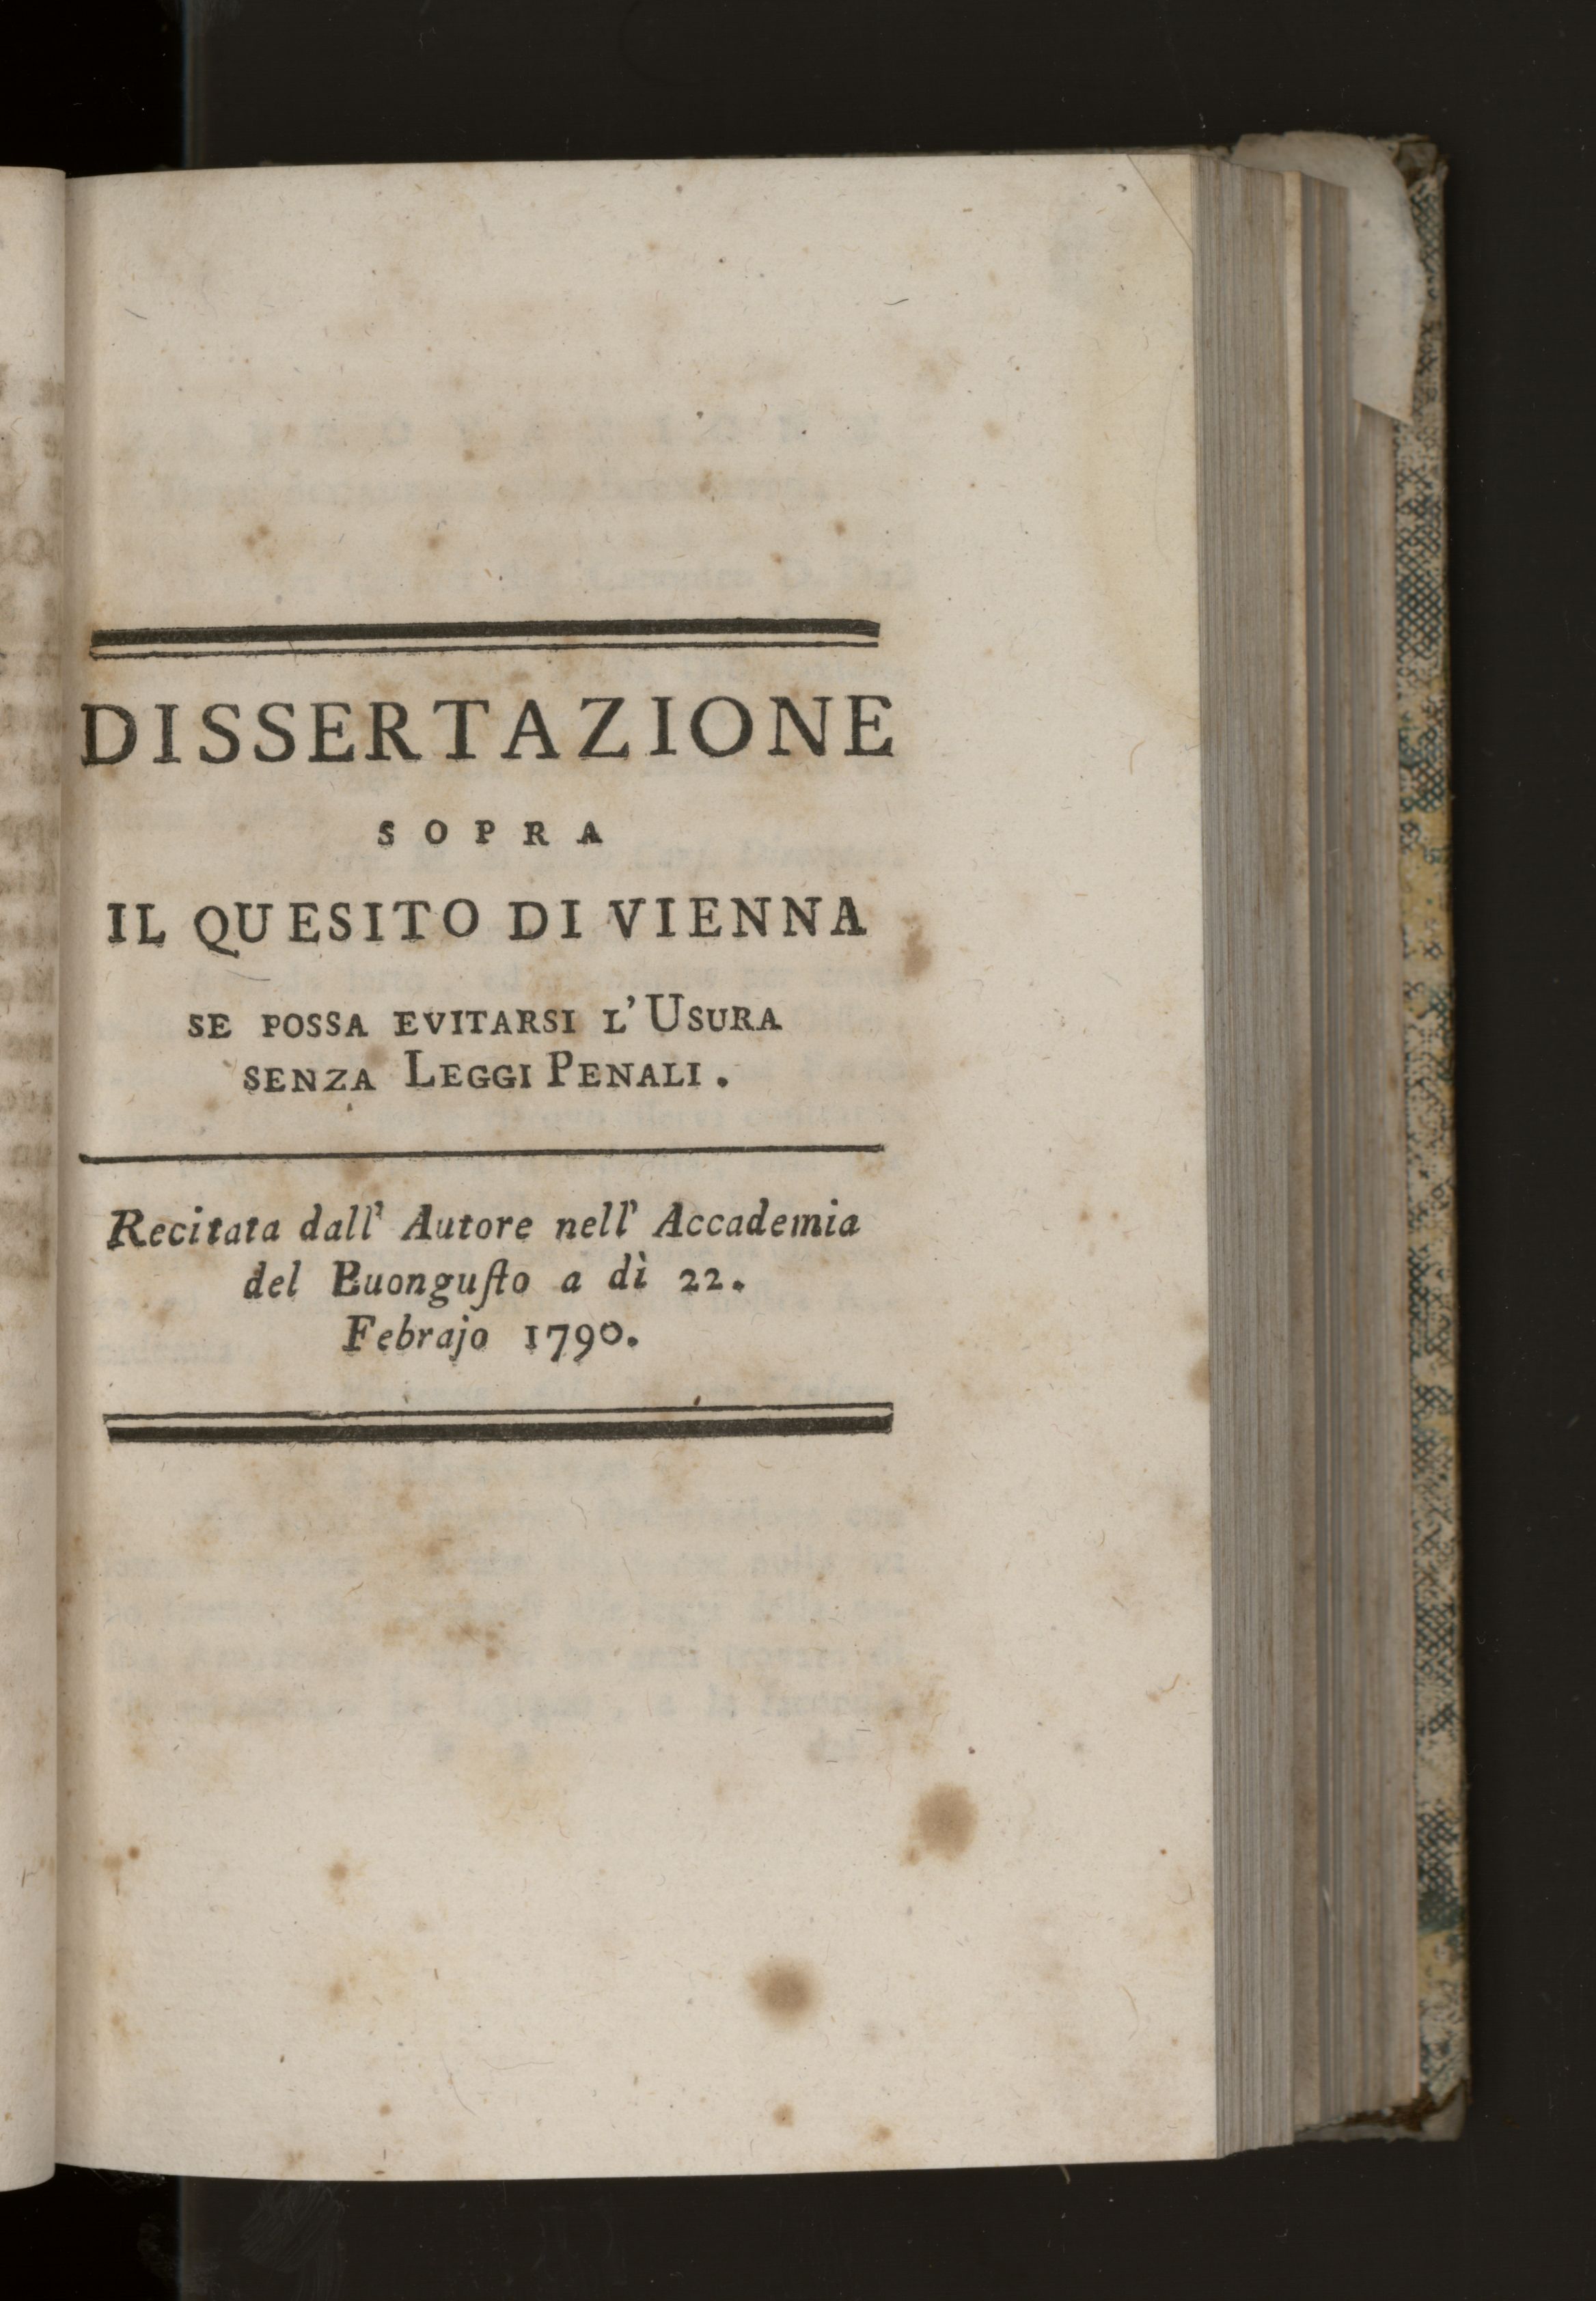 DISSERTAZIONE
SOPRA
IL QUESITO DI VIENNA
SE POSSA EVITARSI L'USURA
SENZA LEGGI PENALI.
Recitata dall' Autore nell' Accademia
del Buongusto a dì 22.
Febrajo 1790.